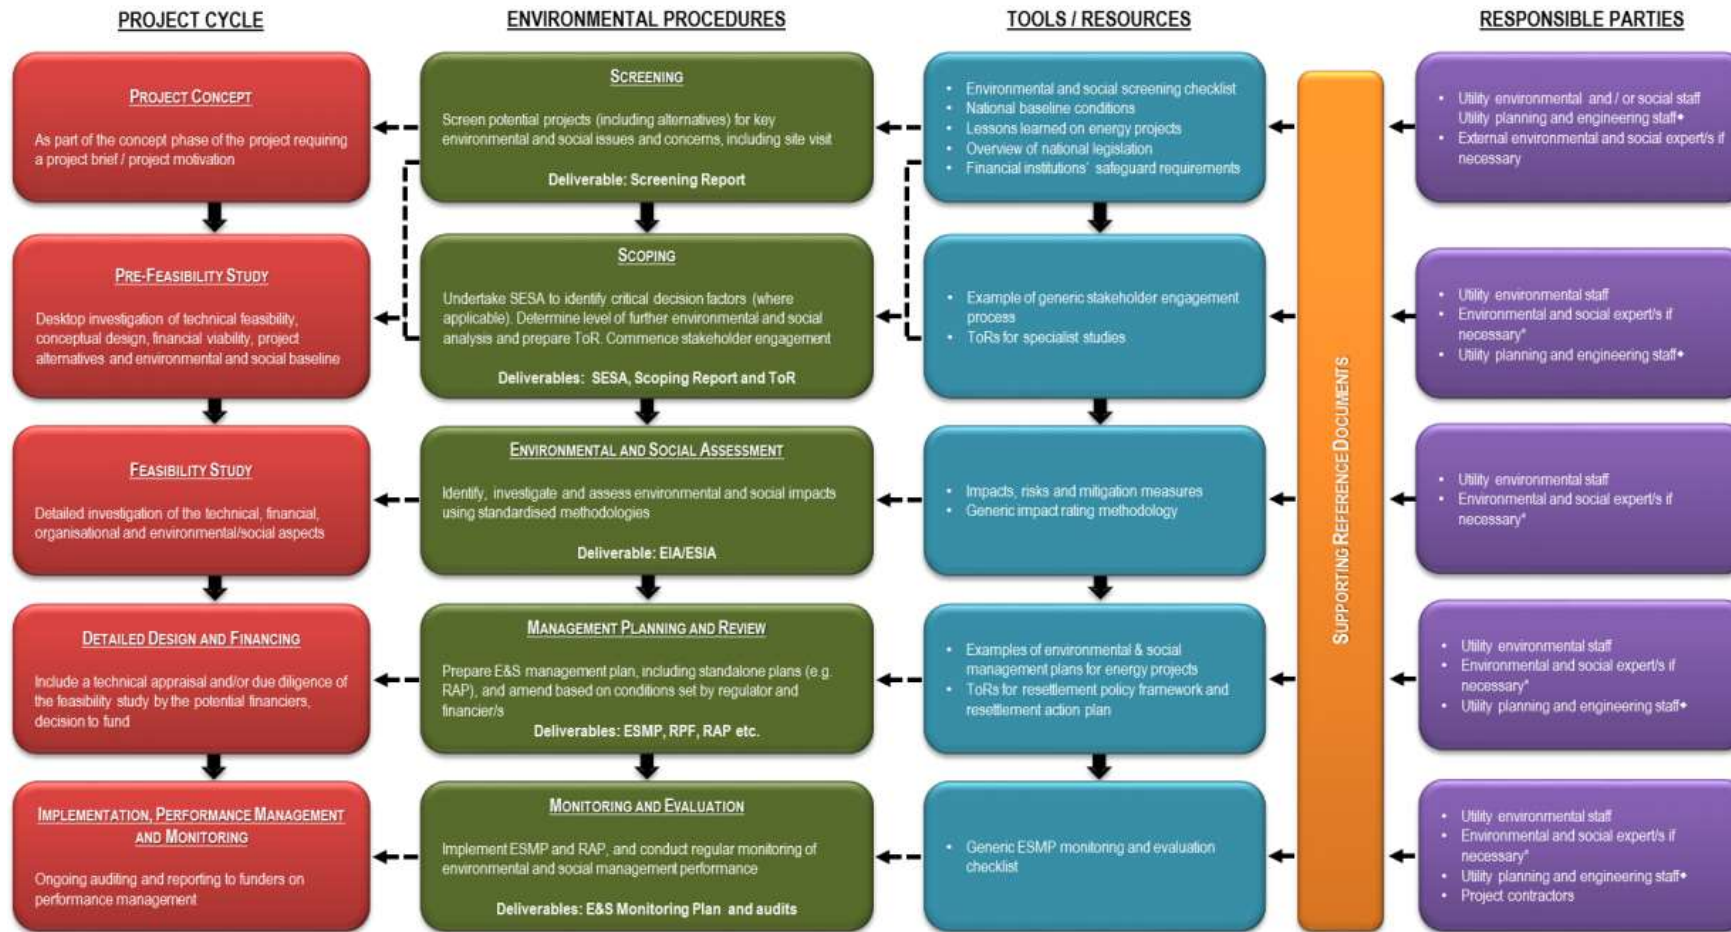 PROJECT CYCLE
ENVIRONMENTAL PROCEDURES
TOOLS / RESOURCES
RESPONSIBLE PARTIES
PROJECT CONCEPT
As part of the concept phase of the project requiring
a project brief / project motivation
SCREENING
Screen potential projects (including alternatives) for key
environmental and social issues and concerns, including site visit
Deliverable: Screening Report
• Environmental and social screening checklist
• National baseline conditions
• Lessons learned on energy projects
• Overview of national legislation
• Financial institutions' safeguard requirements
• Utility environmental and / or social staff
Utility planning and engineering staff◆
• External environmental and social expert/s if
necessary
PRE-FEASIBILITY STUDY
Desktop investigation of technical feasibility,
conceptual design, financial viability, project
alternatives and environmental and social baseline
SCOPING
Undertake SESA to identify critical decision factors (where
applicable). Determine level of further environmental and social
analysis and prepare ToR. Commence stakeholder engagement
Deliverables: SESA, Scoping Report and ToR
• Example of generic stakeholder engagement
process
• ToRs for specialist studies
• Utility environmental staff
• Environmental and social expert/s if
necessary*
• Utility planning and engineering staff◆
FEASIBILITY STUDY
Detailed investigation of the technical, financial,
organisational and environmental/social aspects
ENVIRONMENTAL AND SOCIAL ASSESSMENT
Identify, investigate and assess environmental and social impacts
using standardised methodologies
Deliverable: EIA/ESIA
• Impacts, risks and mitigation measures
• Generic impact rating methodology
SUPPORTING REFERENCE DOCUMENTS
• Utility environmental staff
• Environmental and social expert/s if
necessary*
DETAILED DESIGN AND FINANCING
Include a technical appraisal and/or due diligence of
the feasibility study by the potential financiers,
decision to fund
MANAGEMENT PLANNING AND REVIEW
Prepare E&S management plan, including standalone plans (e.g.
RAP), and amend based on conditions set by regulator and
financier/s
Deliverables: ESMP, RPF, RAP etc.
• Examples of environmental & social
management plans for energy projects
• ToRs for resettlement policy framework and
resettlement action plan
• Utility environmental staff
• Environmental and social expert/s if
necessary*
• Utility planning and engineering staff◆
IMPLEMENTATION, PERFORMANCE MANAGEMENT
AND MONITORING
Ongoing auditing and reporting to funders on
performance management
MONITORING AND EVALUATION
Implement ESMP and RAP, and conduct regular monitoring of
environmental and social management performance
Deliverables: E&S Monitoring Plan and audits
• Generic ESMP monitoring and evaluation
checklist
• Utility environmental staff
• Environmental and social expert/s if
necessary*
• Utility planning and engineering staff◆
• Project contractors